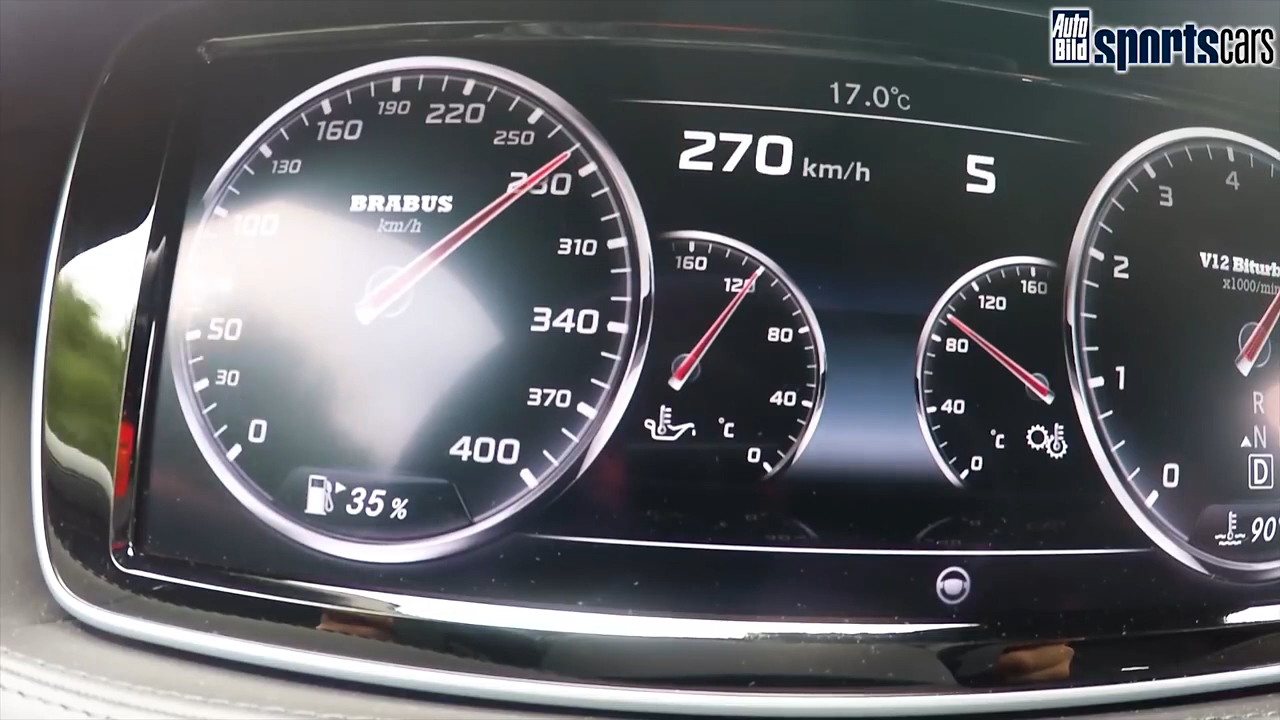 Auto
Bild
sportscars
17.0°C
270 km/h
S
BRABUS
km/h
0
30
50
100
130
160
190
220
250
280
310
340
370
400
35 %
160
120
80
40
0
°C
160
120
80
40
0
°C
4
3
2
1
0
V12 Biturb
x1000/min
R
N
D
90